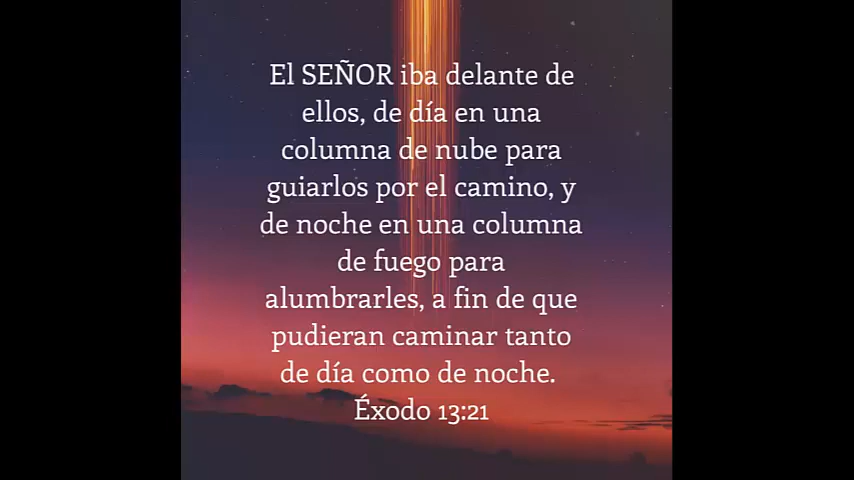 El SEÑOR iba delante de
ellos, de día en una
columna de nube para
guiarlos por el camino, y
de noche en una columna
de fuego para
alumbrarles, a fin de que
pudieran caminar tanto
de día como de noche.
Éxodo 13:21